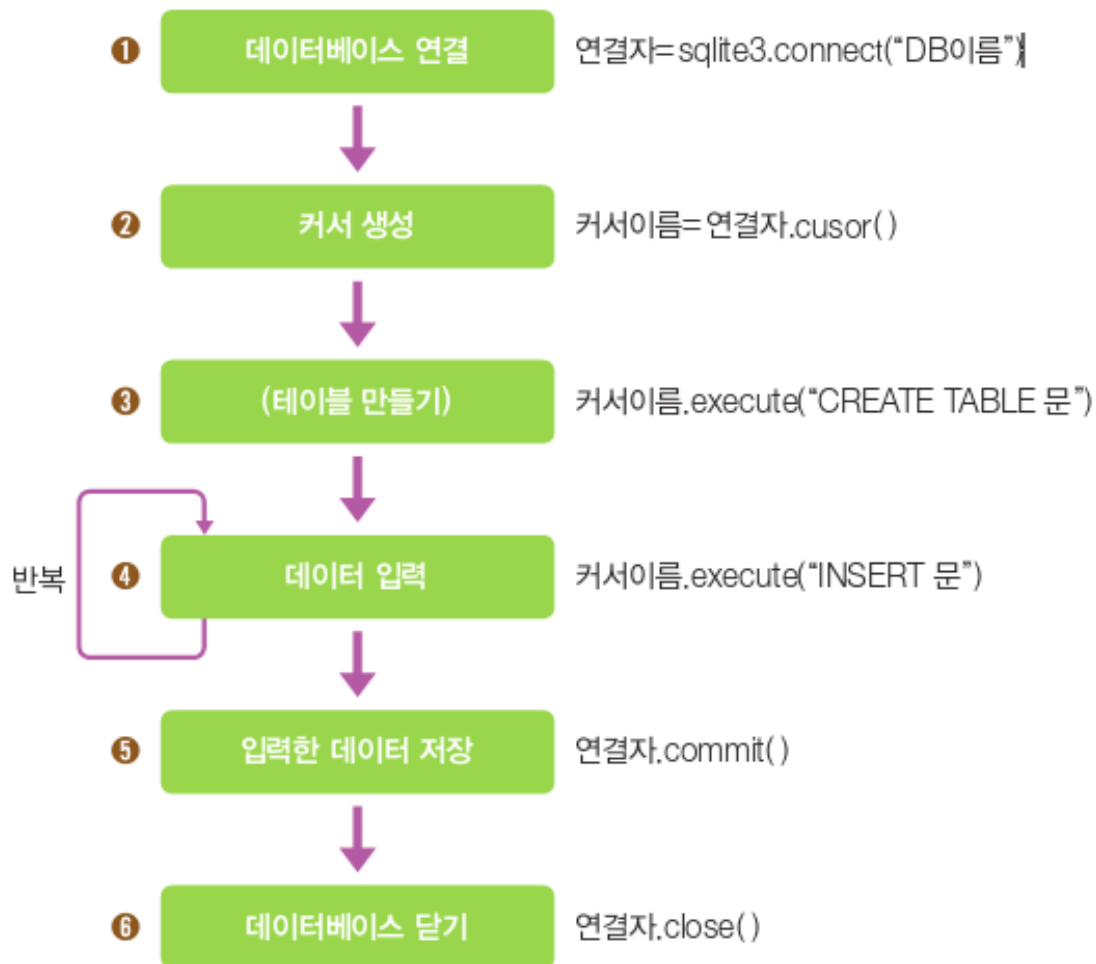 ❶ 데이터베이스 연결 연결자=sqlite3.connect(“DB이름”)
❷ 커서 생성 커서이름=연결자.cusor( )
❸ (테이블 만들기) 커서이름.execute(“CREATE TABLE 문”)
반복 ❹ 데이터 입력 커서이름.execute(“INSERT 문”)
❺ 입력한 데이터 저장 연결자.commit( )
❻ 데이터베이스 닫기 연결자.close( )